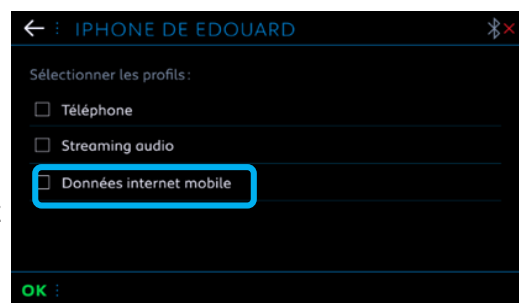 IPHONE DE EDOUARD
Sélectionner les profils:
Téléphone
Streaming audio
Données internet mobile
OK